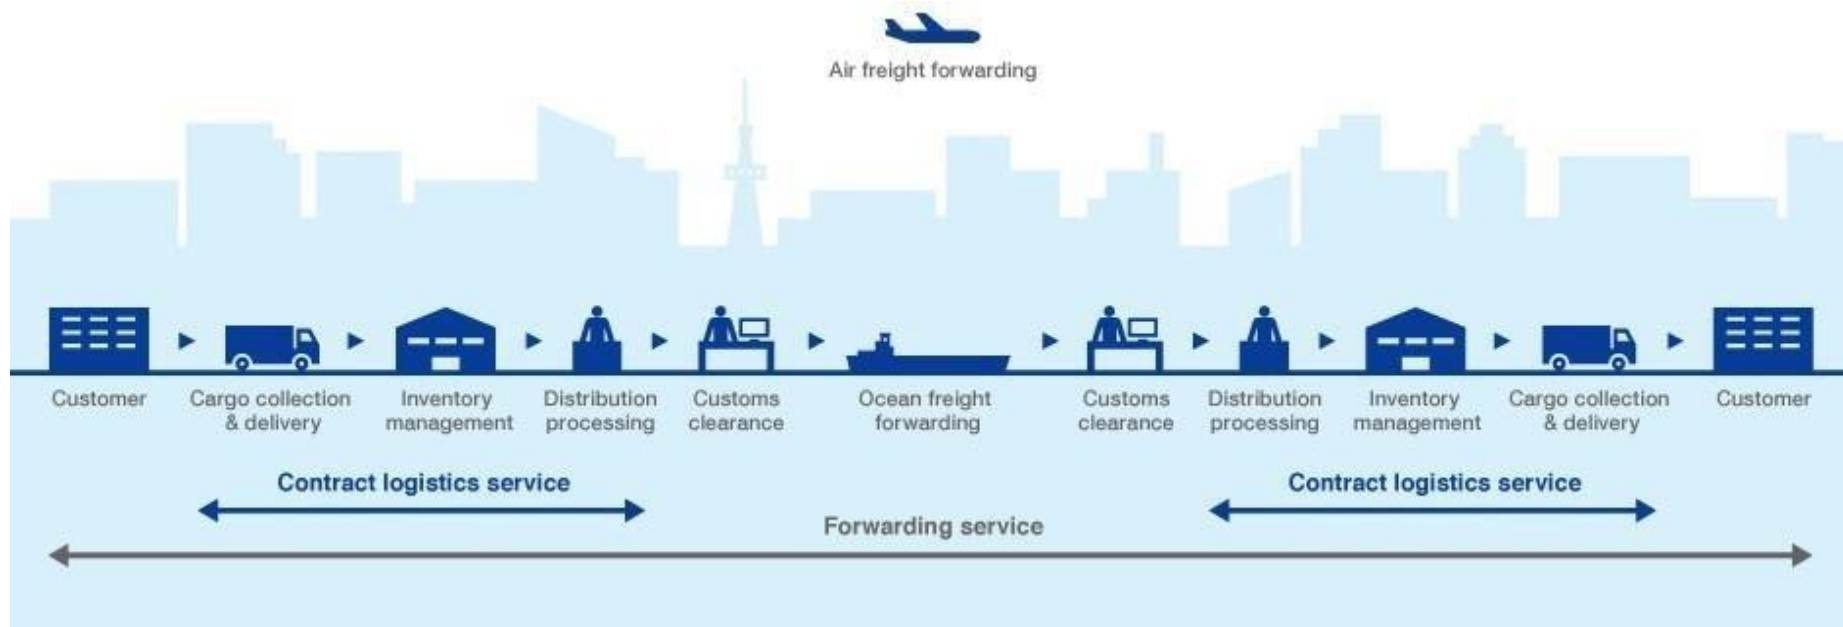 Air freight forwarding
Customer
Cargo collection
& delivery
Inventory
management
Distribution
processing
Customs
clearance
Ocean freight
forwarding
Customs
clearance
Distribution
processing
Inventory
management
Cargo collection
& delivery
Customer
Contract logistics service
Contract logistics service
Forwarding service